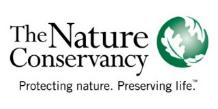 The Nature
Conservancy
Protecting nature. Preserving life.™